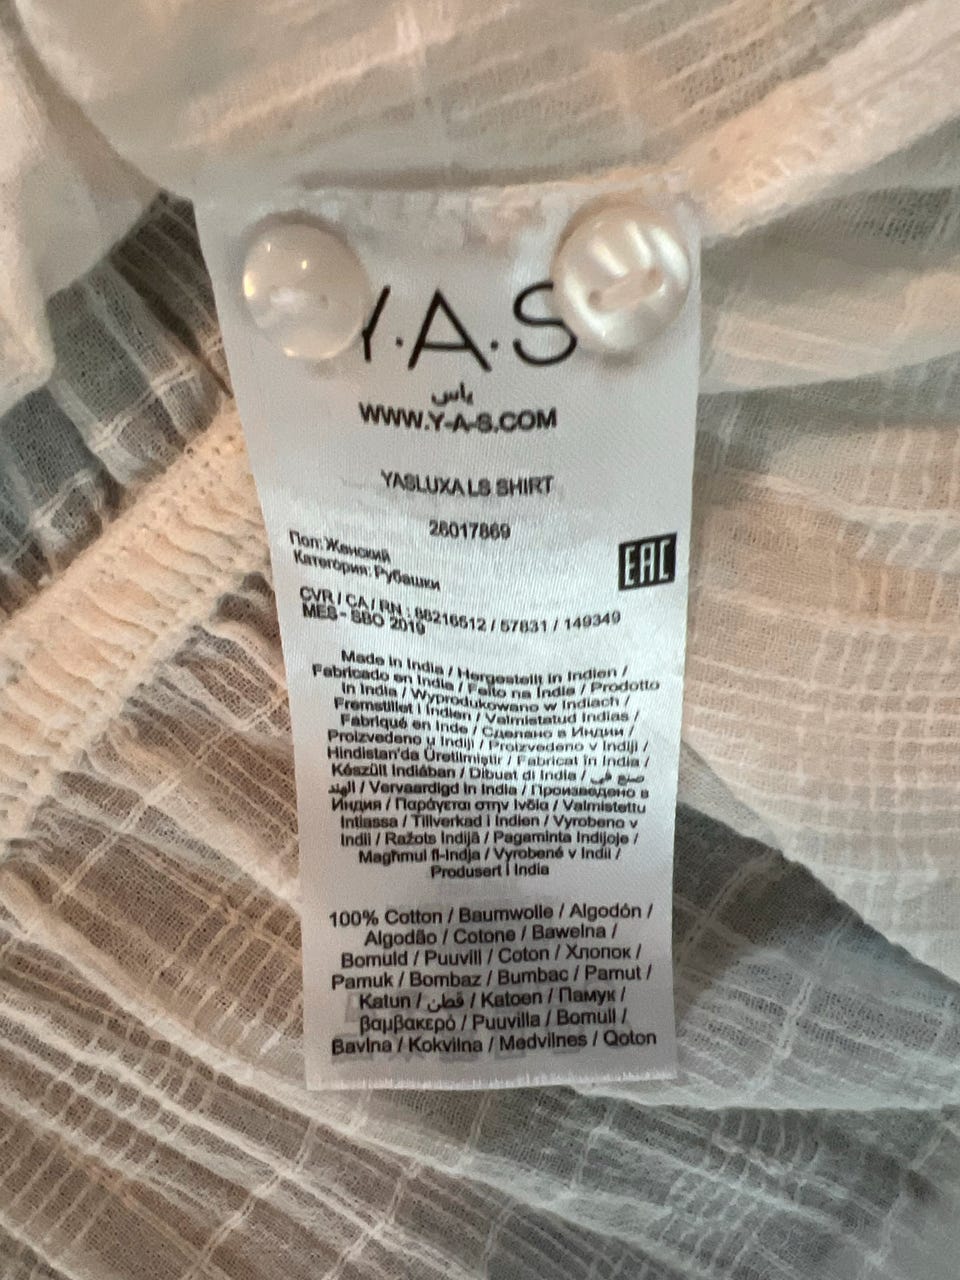 Y.A.S
ياس
WWW.Y-A-S.COM
YASLUXA LS SHIRT
26017869
Пол: Женский
Категория: Рубашки
EAC
CVR / CA / RN : 86216512 / 57831 / 149349
MES - SBO 2019
Made in India / Hergestellt in Indien /
Fabricado en India / Feito na Índia / Prodotto
in India / Wyprodukowano w Indiach /
Fremstillet i Indien / Valmistatud Indias /
Fabriqué en Inde / Сделано в Индии /
Proizvedeno u Indiji / Proizvedeno v Indiji /
Hindistan'da Üretilmiştir / Fabricat în India /
Készült Indiában / Dibuat di India / صنع في
الهند / Vervaardigd in India / Произведено в
Индия / Παράγεται στην Ινδία / Valmistettu
Intiassa / Tillverkad i Indien / Vyrobeno v
Indii / Ražots Indijā / Pagaminta Indijoje /
Magħmul fl-Indja / Vyrobené v Indii /
Produsert i India
100% Cotton / Baumwolle / Algodón /
Algodão / Cotone / Bawełna /
Bomuld / Puuvill / Coton / Хлопок /
Pamuk / Bombaz / Bumbac / Pamut /
Katun / قطن / Katoen / Памук /
βαμβακερό / Puuvilla / Bomull /
Bavlna / Kokvilna / Medvilnės / Qoton